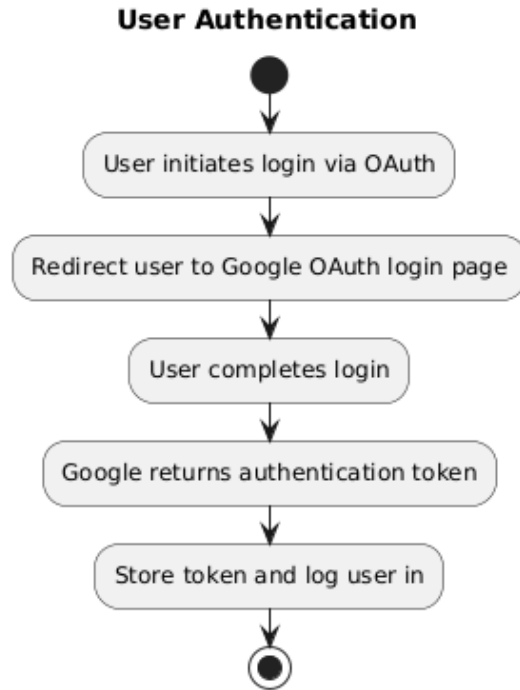 User Authentication
User initiates login via OAuth
Redirect user to Google OAuth login page
User completes login
Google returns authentication token
Store token and log user in